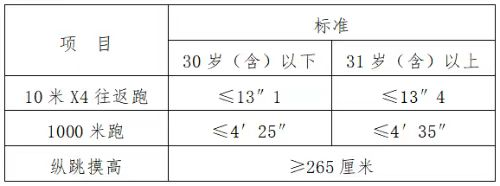 项 目 标准
30岁（含）以下 31岁（含）以上
10米X4往返跑 ≤13″1 ≤13″4
1000米跑 ≤4′25″ ≤4′35″
纵跳摸高 ≥265厘米